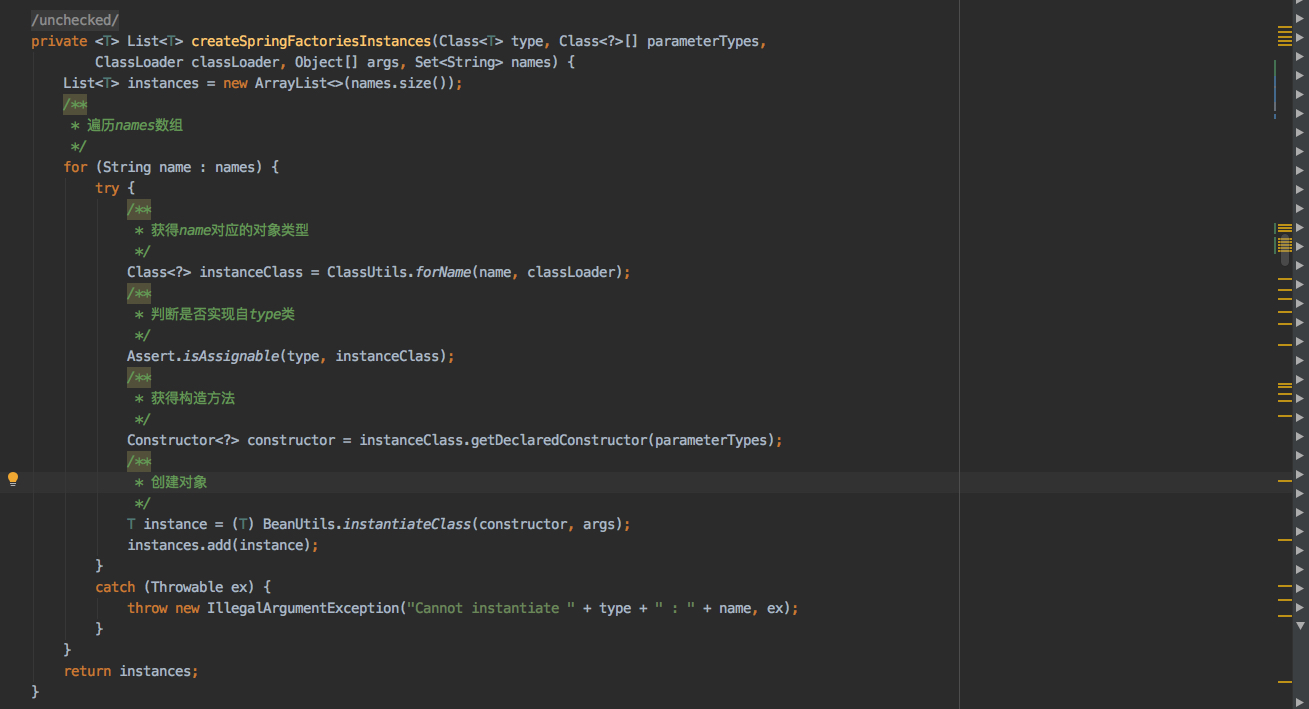 /unchecked/
private <T> List<T> createSpringFactoriesInstances(Class<T> type, Class<?>[] parameterTypes,
        ClassLoader classLoader, Object[] args, Set<String> names) {
    List<T> instances = new ArrayList<>(names.size());
    /**
     * 遍历names数组
     */
    for (String name : names) {
        try {
            /**
             * 获得name对应的对象类型
             */
            Class<?> instanceClass = ClassUtils.forName(name, classLoader);
            /**
             * 判断是否实现自type类
             */
            Assert.isAssignable(type, instanceClass);
            /**
             * 获得构造方法
             */
            Constructor<?> constructor = instanceClass.getDeclaredConstructor(parameterTypes);
            /**
             * 创建对象
             */
            T instance = (T) BeanUtils.instantiateClass(constructor, args);
            instances.add(instance);
        }
        catch (Throwable ex) {
            throw new IllegalArgumentException("Cannot instantiate " + type + " : " + name, ex);
        }
    }
    return instances;
}